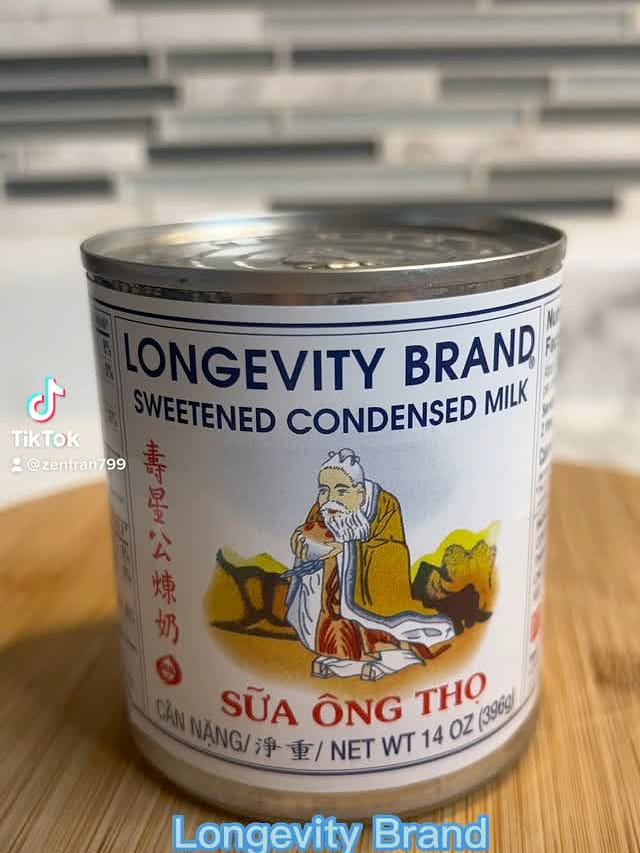 LONGEVITY BRAND®
SWEETENED CONDENSED MILK
壽星公煉奶
SỮA ÔNG THỌ
CÂN NẶNG/淨重/ NET WT 14 OZ (396g)
TikTok
@zentran799
Longevity Brand